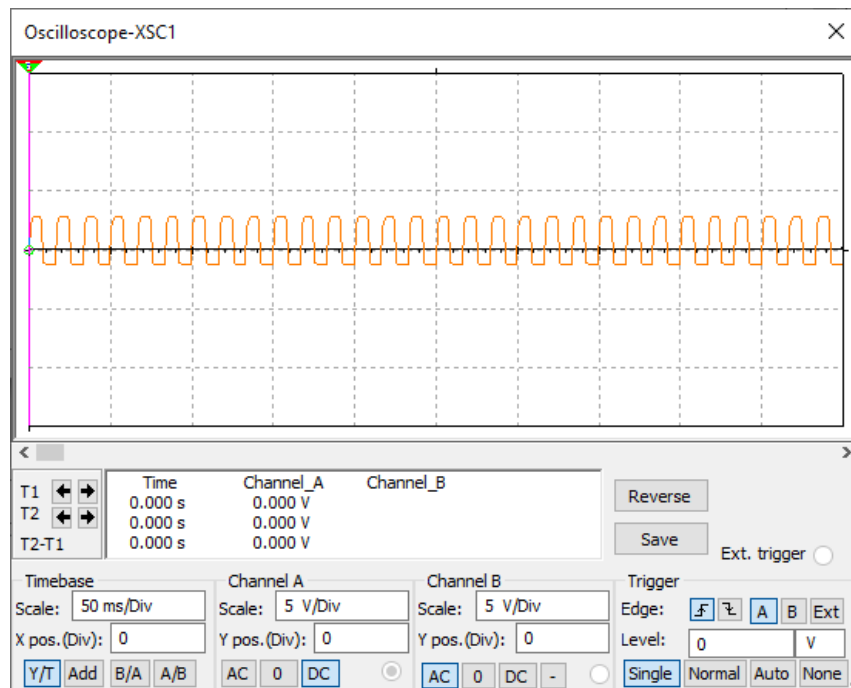 Oscilloscope-XSC1
Time Channel_A Channel_B
T1 0.000 s 0.000 V
T2 0.000 s 0.000 V
T2-T1 0.000 s 0.000 V
Reverse
Save
Ext. trigger
Timebase Channel A Channel B Trigger
Scale: 50 ms/Div Scale: 5 V/Div Scale: 5 V/Div Edge: A B Ext
X pos.(Div): 0 Y pos.(Div): 0 Y pos.(Div): 0 Level: 0 V
Y/T Add B/A A/B AC 0 DC AC 0 DC - Single Normal Auto None